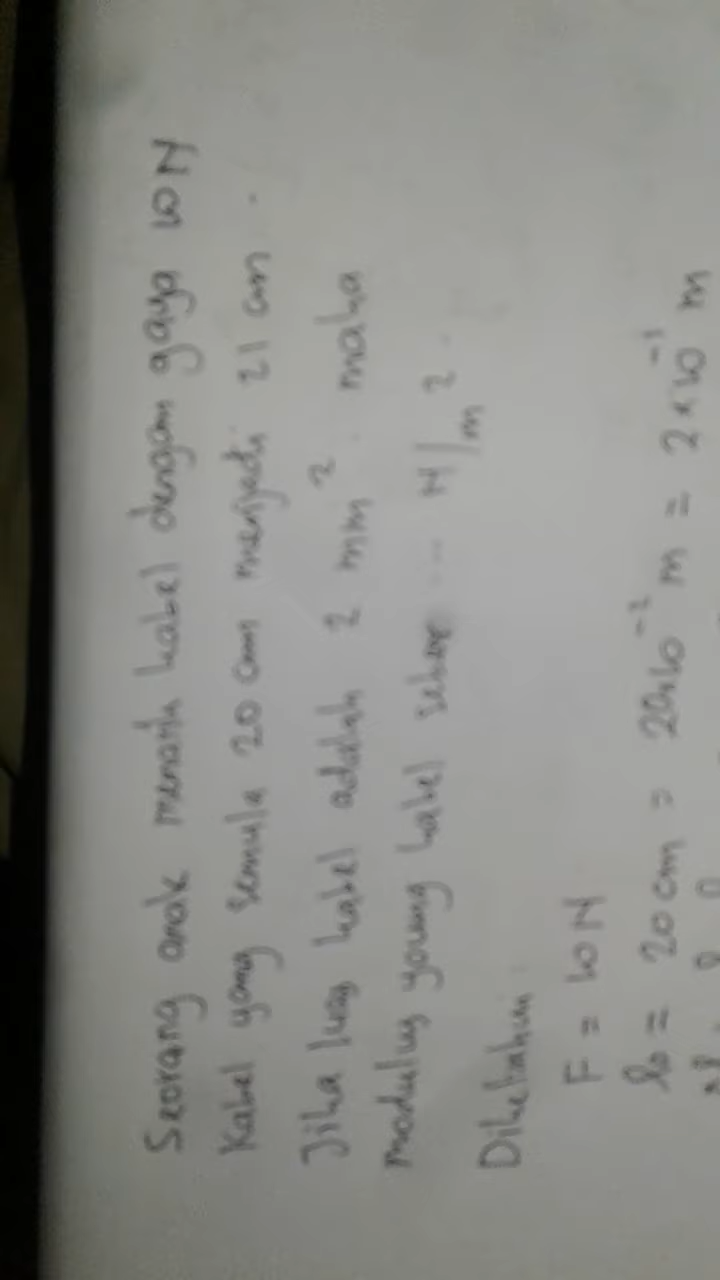 Seorang anak menarik kabel dengan gaya 10 N
Kabel yang semula 20 cm menjadi 21 cm.
Jika luas kabel adalah 2 mm². maka
modulus young kabel sebesar ... N/m².
Diketahui:
F = 10 N
l₀ = 20 cm = 20×10⁻² m = 2×10⁻¹ m